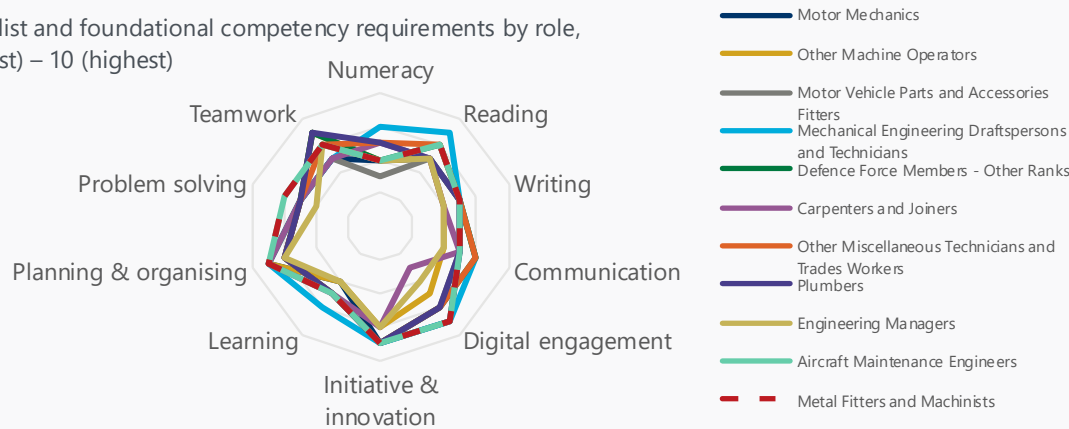 list and foundational competency requirements by role,
st) – 10 (highest)
Numeracy
Reading
Writing
Communication
Digital engagement
Initiative &
innovation
Learning
Planning & organising
Problem solving
Teamwork
Motor Mechanics
Other Machine Operators
Motor Vehicle Parts and Accessories
Fitters
Mechanical Engineering Draftspersons
and Technicians
Defence Force Members - Other Ranks
Carpenters and Joiners
Other Miscellaneous Technicians and
Trades Workers
Plumbers
Engineering Managers
Aircraft Maintenance Engineers
Metal Fitters and Machinists